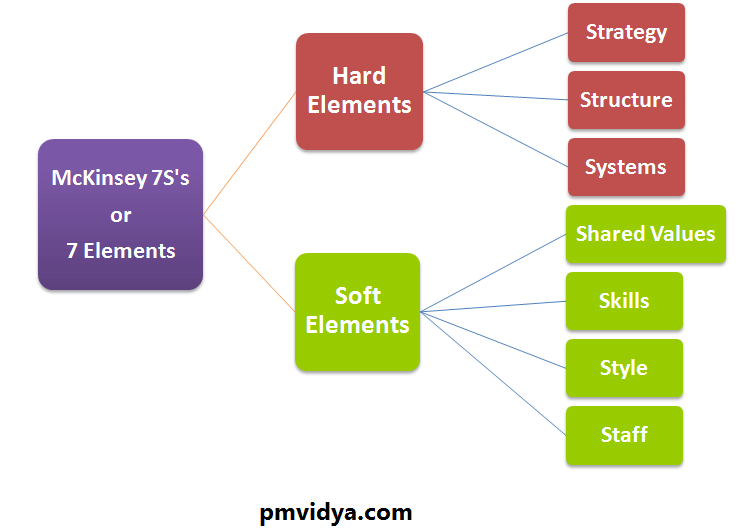 McKinsey 7S's
or
7 Elements
Hard
Elements
Strategy
Structure
Systems
Soft
Elements
Shared Values
Skills
Style
Staff
pmvidya.com